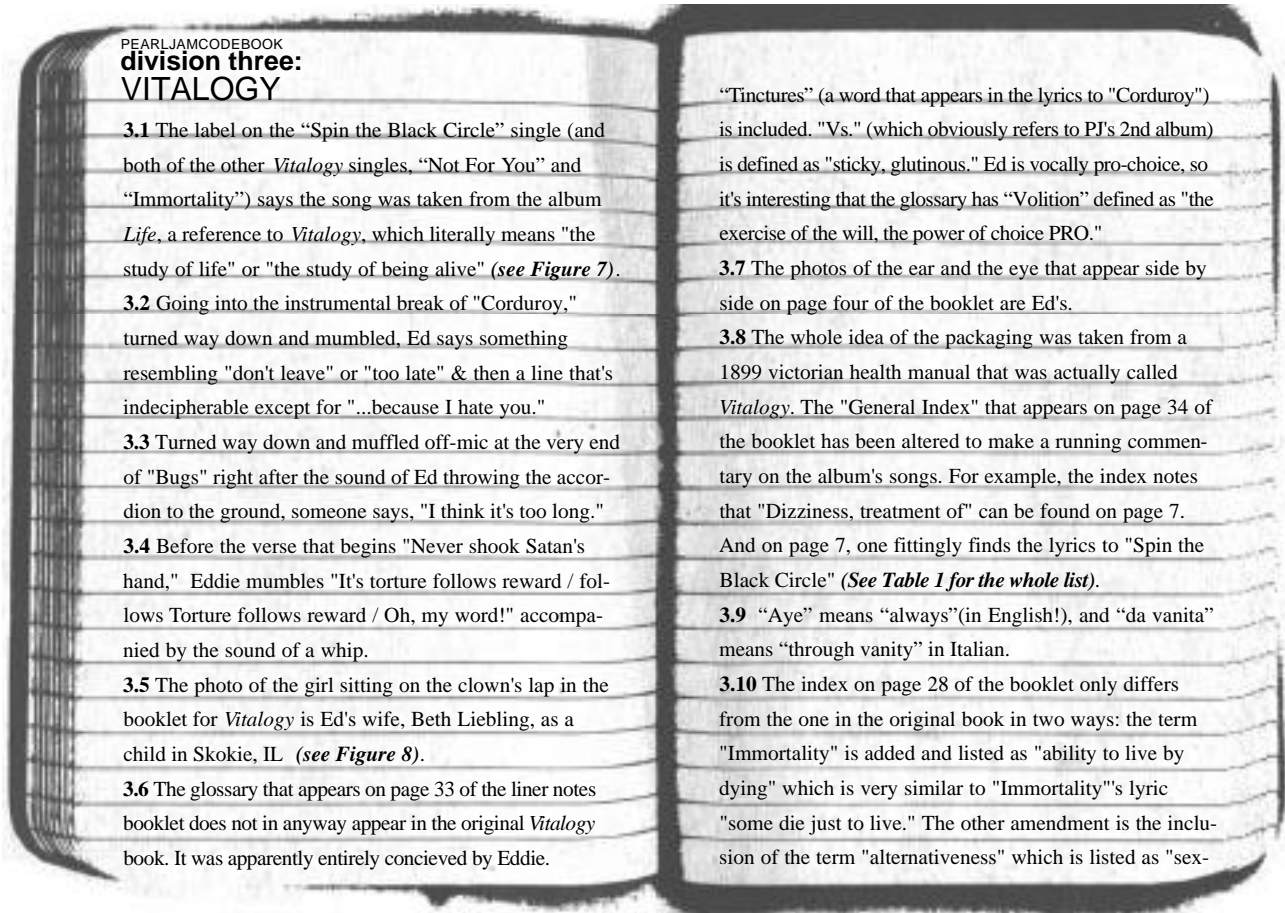 PEARLJAMCODEBOOK
division three:
VITALOGY
3.1 The label on the “Spin the Black Circle” single (and
both of the other Vitalogy singles, “Not For You” and
“Immortality”) says the song was taken from the album
Life, a reference to Vitalogy, which literally means "the
study of life" or "the study of being alive" (see Figure 7).
3.2 Going into the instrumental break of "Corduroy,"
turned way down and mumbled, Ed says something
resembling "don't leave" or "too late" & then a line that's
indecipherable except for "...because I hate you."
3.3 Turned way down and muffled off-mic at the very end
of "Bugs" right after the sound of Ed throwing the accor-
dion to the ground, someone says, "I think it's too long."
3.4 Before the verse that begins "Never shook Satan's
hand," Eddie mumbles "It's torture follows reward / fol-
lows Torture follows reward / Oh, my word!" accompa-
nied by the sound of a whip.
3.5 The photo of the girl sitting on the clown's lap in the
booklet for Vitalogy is Ed's wife, Beth Liebling, as a
child in Skokie, IL (see Figure 8).
3.6 The glossary that appears on page 33 of the liner notes
booklet does not in anyway appear in the original Vitalogy
book. It was apparently entirely concieved by Eddie.
“Tinctures” (a word that appears in the lyrics to "Corduroy")
is included. "Vs." (which obviously refers to PJ's 2nd album)
is defined as "sticky, glutinous." Ed is vocally pro-choice, so
it's interesting that the glossary has “Volition” defined as "the
exercise of the will, the power of choice PRO."
3.7 The photos of the ear and the eye that appear side by
side on page four of the booklet are Ed's.
3.8 The whole idea of the packaging was taken from a
1899 victorian health manual that was actually called
Vitalogy. The "General Index" that appears on page 34 of
the booklet has been altered to make a running commen-
tary on the album's songs. For example, the index notes
that "Dizziness, treatment of" can be found on page 7.
And on page 7, one fittingly finds the lyrics to "Spin the
Black Circle" (See Table 1 for the whole list).
3.9 “Aye” means “always”(in English!), and “da vanita”
means “through vanity” in Italian.
3.10 The index on page 28 of the booklet only differs
from the one in the original book in two ways: the term
"Immortality" is added and listed as "ability to live by
dying" which is very similar to "Immortality"'s lyric
"some die just to live." The other amendment is the inclu-
sion of the term "alternativeness" which is listed as "sex-